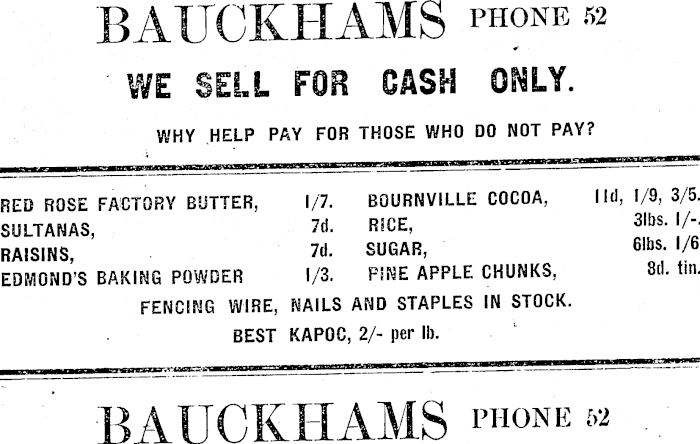 BAUCKHAMS PHONE 52
WE SELL FOR CASH ONLY.
WHY HELP PAY FOR THOSE WHO DO NOT PAY?
RED ROSE FACTORY BUTTER, 1/7. BOURNVILLE COCOA, 11d, 1/9, 3/5.
SULTANAS, 7d. RICE, 3lbs. 1/-.
RAISINS, 7d. SUGAR, 6lbs. 1/6
EDMOND'S BAKING POWDER 1/3. PINE APPLE CHUNKS, 8d. tin.
FENCING WIRE, NAILS AND STAPLES IN STOCK.
BEST KAPOC, 2/- per lb.
BAUCKHAMS PHONE 52